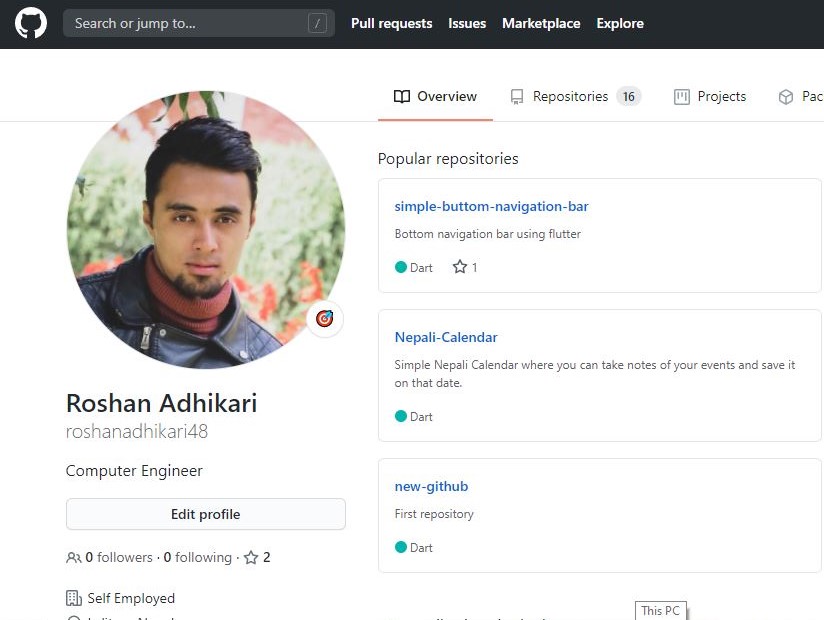 Search or jump to... /
Pull requests
Issues
Marketplace
Explore
Overview
Repositories 16
Projects
Roshan Adhikari
roshanadhikari48
Computer Engineer
Edit profile
0 followers · 0 following · 2
Self Employed
Popular repositories
simple-buttom-navigation-bar
Bottom navigation bar using flutter
Dart 1
Nepali-Calendar
Simple Nepali Calendar where you can take notes of your events and save it
on that date.
Dart
new-github
First repository
Dart
This PC